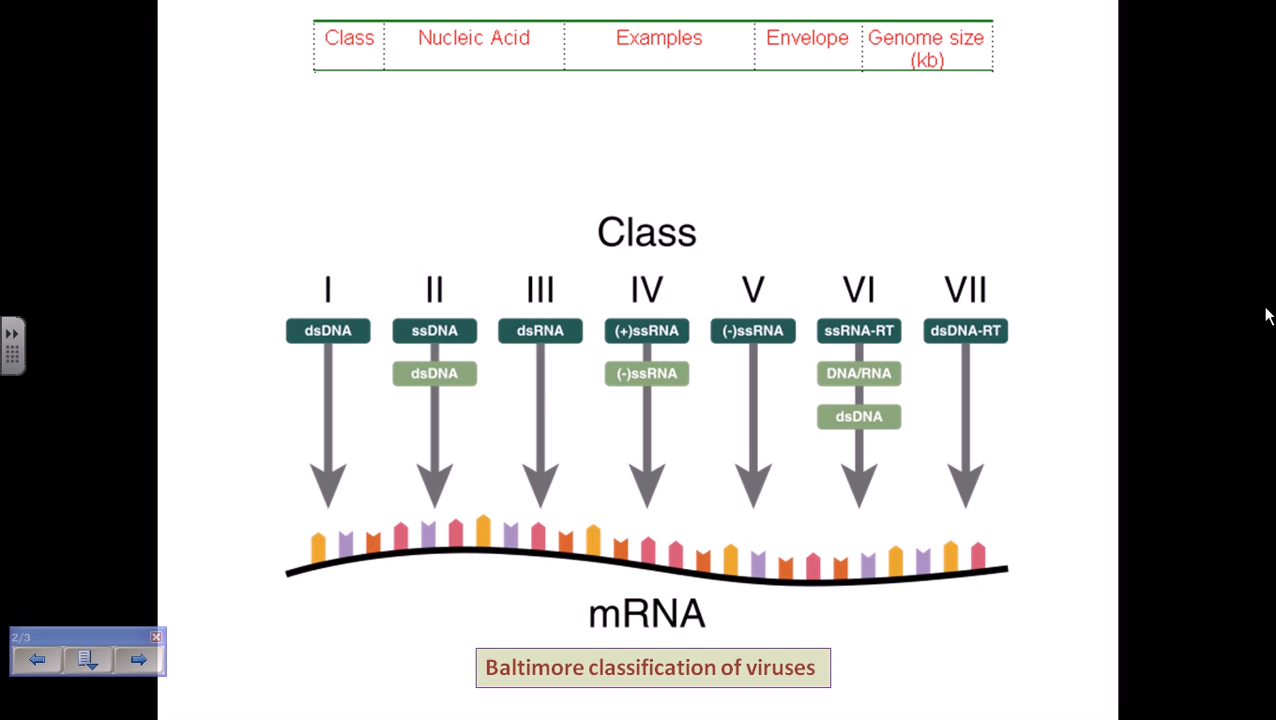 Class Nucleic Acid Examples Envelope Genome size
(kb)
Class
I II III IV V VI VII
dsDNA ssDNA dsRNA (+)ssRNA (-)ssRNA ssRNA-RT dsDNA-RT
dsDNA (-)ssRNA DNA/RNA
dsDNA
mRNA
2/3
Baltimore classification of viruses